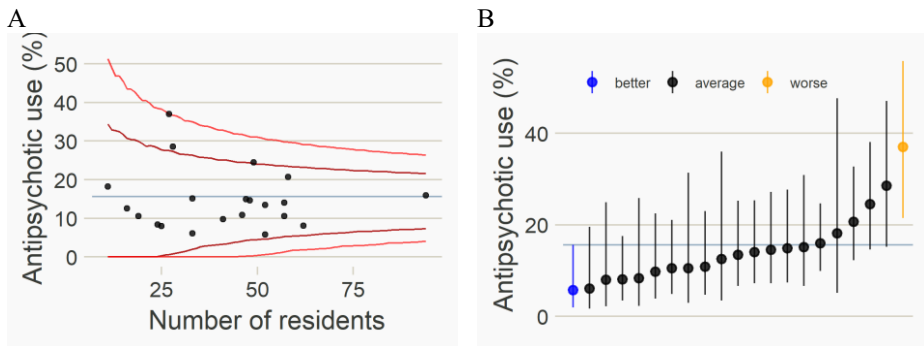 A
Antipsychotic use (%)
50
40
30
20
10
0
25
50
75
Number of residents
B
Antipsychotic use (%)
better
average
worse
40
20
0